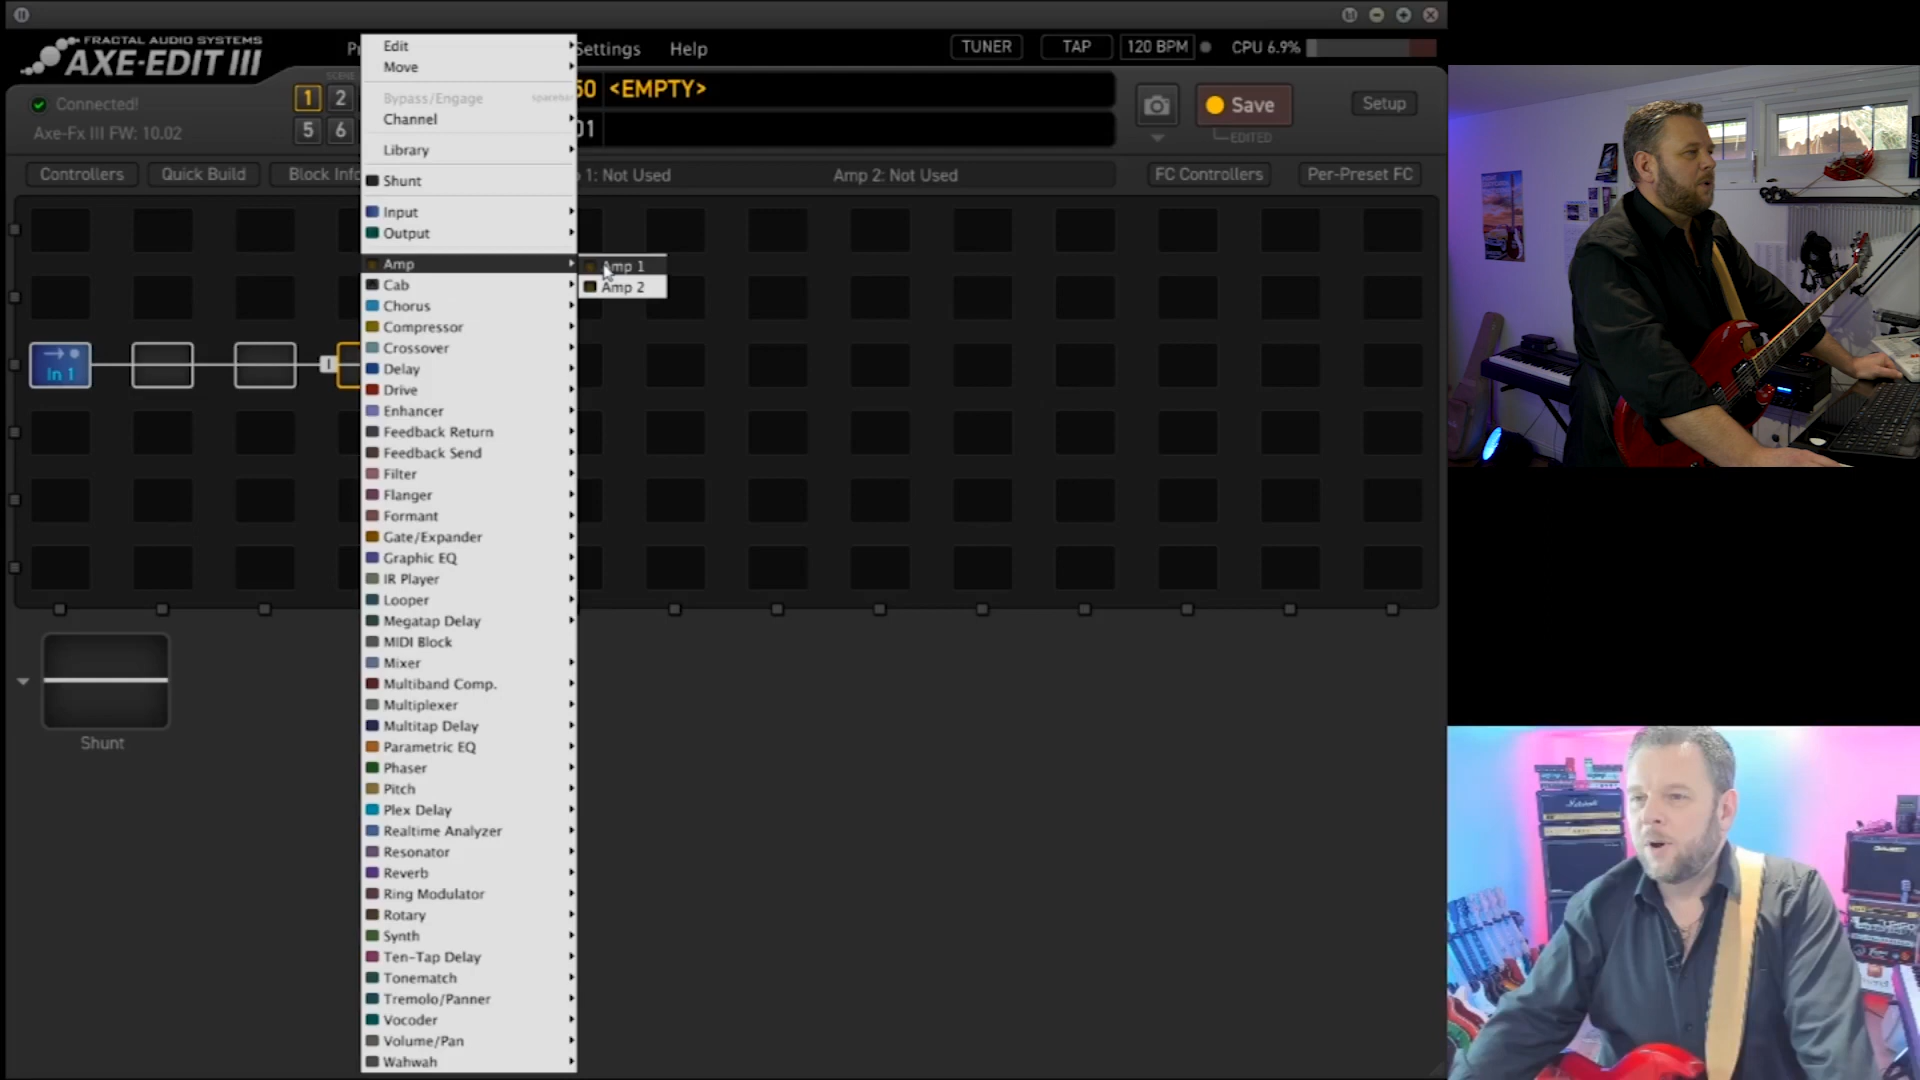 FRACTAL AUDIO SYSTEMS
AXE-EDIT III
Settings
Help
TUNER
TAP
120 BPM
CPU 6.9%
Connected!
Axe-Fx III FW: 10.02
SCENE
1
2
5
6
<EMPTY>
Save
EDITED
Setup
Controllers
Quick Build
1: Not Used
Amp 2: Not Used
FC Controllers
Per-Preset FC
Edit
Move
Bypass/Engage
Channel
Library
Shunt
Input
Output
Amp
Amp 1
Amp 2
Cab
Chorus
Compressor
Crossover
Delay
Drive
Enhancer
Feedback Return
Feedback Send
Filter
Flanger
Formant
Gate/Expander
Graphic EQ
IR Player
Looper
Megatap Delay
MIDI Block
Mixer
Multiband Comp.
Multiplexer
Multitap Delay
Parametric EQ
Phaser
Pitch
Plex Delay
Realtime Analyzer
Resonator
Reverb
Ring Modulator
Rotary
Synth
Ten-Tap Delay
Tonematch
Tremolo/Panner
Vocoder
Volume/Pan
Wahwah
In 1
Shunt